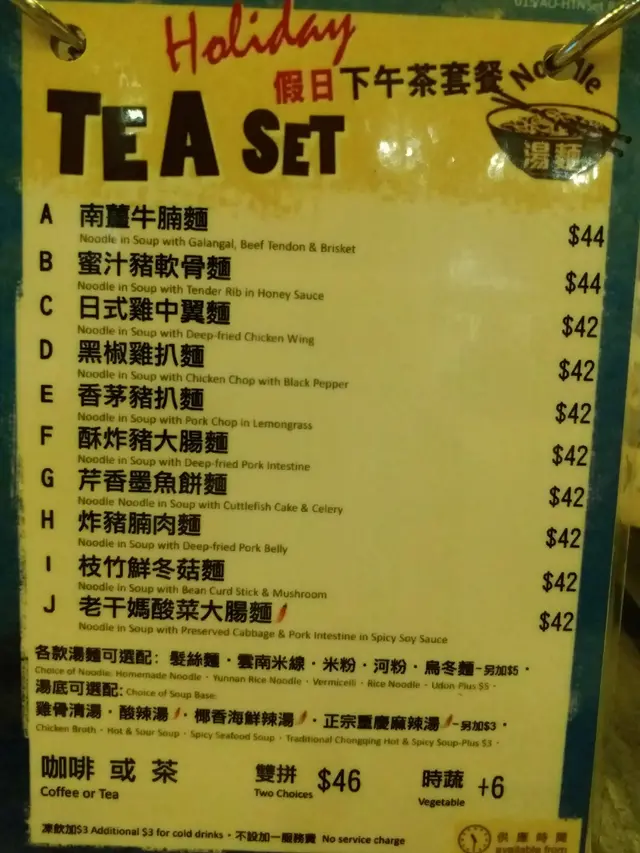 Holiday
假日下午茶套餐
Noodle
湯麵
TEA SET
A 南薑牛腩麵 $44
Noodle in Soup with Galangal, Beef Tendon & Brisket
B 蜜汁豬軟骨麵 $44
Noodle in Soup with Tender Rib in Honey Sauce
C 日式雞中翼麵 $42
Noodle in Soup with Deep-fried Chicken Wing
D 黑椒雞扒麵 $42
Noodle in Soup with Chicken Chop with Black Pepper
E 香茅豬扒麵 $42
Noodle in Soup with Pork Chop in Lemongrass
F 酥炸豬大腸麵 $42
Noodle in Soup with Deep-fried Pork Intestine
G 芹香墨魚餅麵 $42
Noodle Noodle in Soup with Cuttlefish Cake & Celery
H 炸豬腩肉麵 $42
Noodle in Soup with Deep-fried Pork Belly
I 枝竹鮮冬菇麵 $42
Noodle in Soup with Bean Curd Stick & Mushroom
J 老干媽酸菜大腸麵 $42
Noodle in Soup with Preserved Cabbage & Pork Intestine in Spicy Soy Sauce
各款湯麵可選配：髮絲麵·雲南米線·米粉·河粉·烏冬麵-另加$5·
Choice of Noodle: Homemade Noodle · Yunnan Rice Noodle · Vermicelli · Rice Noodle · Udon-Plus $5 ·
湯底可選配: Choice of Soup Base:
雞骨清湯·酸辣湯·椰香海鮮辣湯·正宗重慶麻辣湯-另加$3·
Chicken Broth · Hot & Sour Soup · Spicy Seafood Soup · Traditional Chongqing Hot & Spicy Soup-Plus $3 ·
咖啡 或 茶 雙拼 $46 時蔬 +6
Coffee or Tea Two Choices Vegetable
凍飲加$3 Additional $3 for cold drinks · 不設加一服務費 No service charge
供應時間
available from